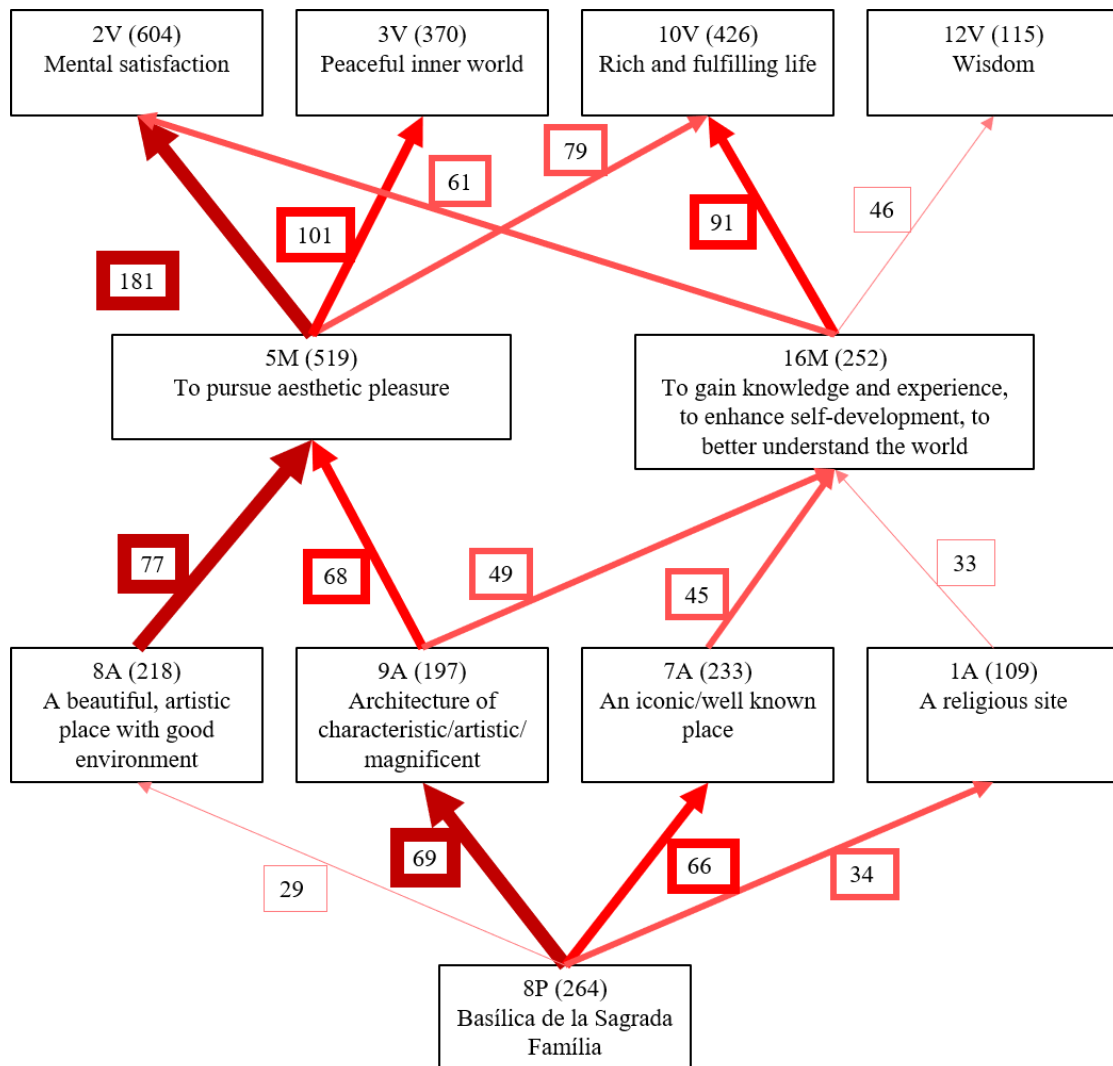 2V (604)
Mental satisfaction
3V (370)
Peaceful inner world
10V (426)
Rich and fulfilling life
12V (115)
Wisdom
181
101
61
79
91
46
5M (519)
To pursue aesthetic pleasure
16M (252)
To gain knowledge and experience,
to enhance self-development, to
better understand the world
77
68
49
45
33
8A (218)
A beautiful, artistic
place with good
environment
9A (197)
Architecture of
characteristic/artistic/
magnificent
7A (233)
An iconic/well known
place
1A (109)
A religious site
29
69
66
34
8P (264)
Basílica de la Sagrada
Família